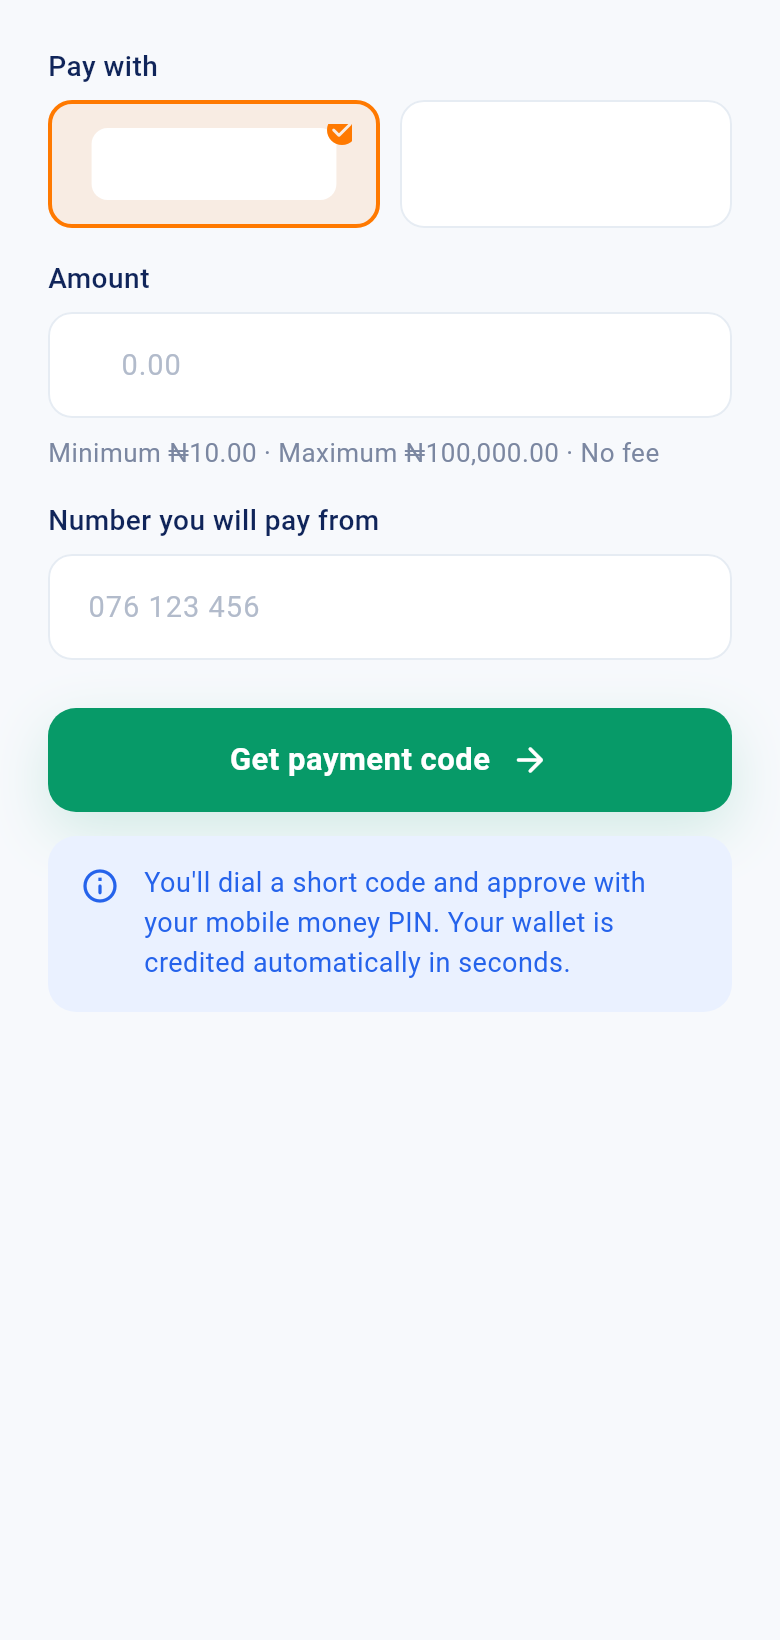 Pay with
Amount
0.00
Minimum ₦10.00 · Maximum ₦100,000.00 · No fee
Number you will pay from
076 123 456
Get payment code
You'll dial a short code and approve with
your mobile money PIN. Your wallet is
credited automatically in seconds.